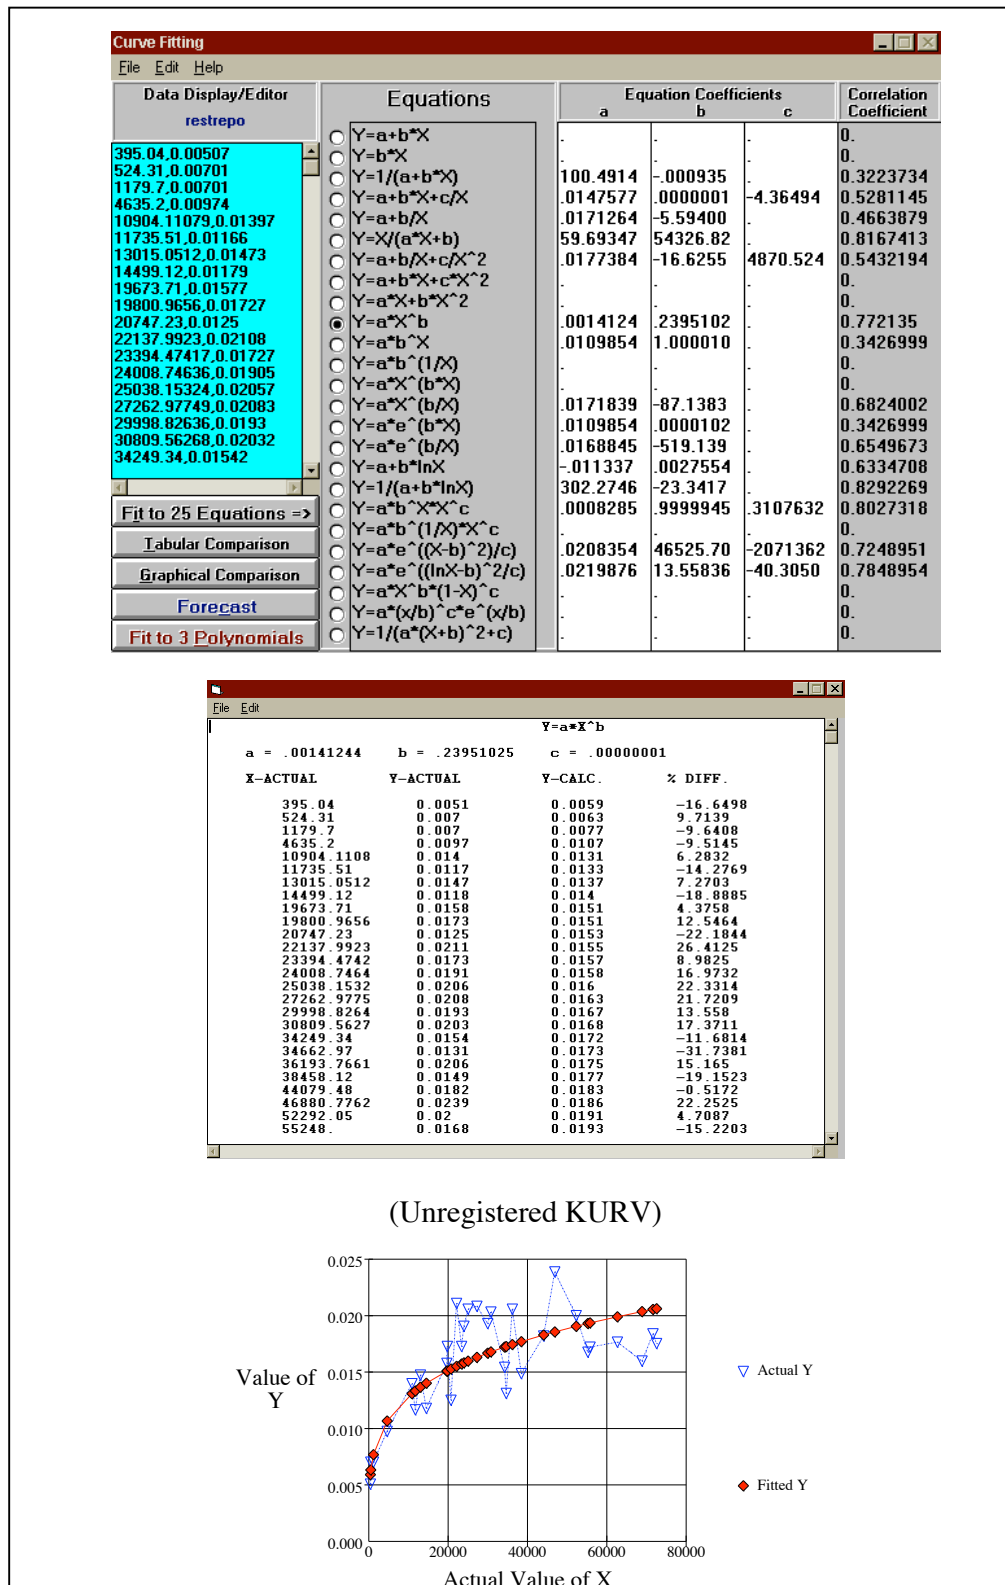 Curve Fitting
File Edit Help
Data Display/Editor
restrepo
Equations
Equation Coefficients
a b c
Correlation
Coefficient
395.04,0.00507
524.31,0.00701
1179.7,0.00701
4635.2,0.00974
10904.11079,0.01397
11735.51,0.01166
13015.0512,0.01473
14499.12,0.01179
19673.71,0.01577
19800.9656,0.01727
20747.23,0.0125
22137.9923,0.02108
23394.47417,0.01727
24008.74636,0.01905
25038.15324,0.02057
27262.97749,0.02083
29998.82636,0.0193
30809.56268,0.02032
34249.34,0.01542
Fit to 25 Equations =>
Tabular Comparison
Graphical Comparison
Forecast
Fit to 3 Polynomials
Y=a+b*X . . . 0.
Y=b*X . . . 0.
Y=1/(a+b*X) 100.4914 -.000935 . 0.3223734
Y=a+b*X+c/X .0147577 .0000001 -4.36494 0.5281145
Y=a+b/X .0171264 -5.59400 . 0.4663879
Y=X/(a*X+b) 59.69347 54326.82 . 0.8167413
Y=a+b/X+c/X^2 .0177384 -16.6255 4870.524 0.5432194
Y=a+b*X+c*X^2 . . . 0.
Y=a*X+b*X^2 . . . 0.
Y=a*X^b .0014124 .2395102 . 0.772135
Y=a*b^X .0109854 1.000010 . 0.3426999
Y=a*b^(1/X) . . . 0.
Y=a*X^(b*X) . . . 0.
Y=a*X^(b/X) .0171839 -87.1383 . 0.6824002
Y=a*e^(b*X) .0109854 .0000102 . 0.3426999
Y=a*e^(b/X) .0168845 -519.139 . 0.6549673
Y=a+b*lnX -.011337 .0027554 . 0.6334708
Y=1/(a+b*lnX) 302.2746 -23.3417 . 0.8292269
Y=a*b^X*X^c .0008285 .9999945 .3107632 0.8027318
Y=a*b^(1/X)*X^c . . . 0.
Y=a*e^((X-b)^2)/c) .0208354 46525.70 -2071362 0.7248951
Y=a*e^((lnX-b)^2/c) .0219876 13.55836 -40.3050 0.7848954
Y=a*X^b*(1-X)^c . . . 0.
Y=a*(x/b)^c*e^(x/b) . . . 0.
Y=1/(a*(X+b)^2+c) . . . 0.
File Edit
Y=a*X^b
a = .00141244 b = .23951025 c = .00000001
X-ACTUAL Y-ACTUAL Y-CALC. % DIFF.
395.04 0.0051 0.0059 -16.6498
524.31 0.007 0.0063 9.7139
1179.7 0.007 0.0077 -9.6408
4635.2 0.0097 0.0107 -9.5145
10904.1108 0.014 0.0131 6.2832
11735.51 0.0117 0.0133 -14.2769
13015.0512 0.0147 0.0137 7.2703
14499.12 0.0118 0.014 -18.8885
19673.71 0.0158 0.0151 4.3758
19800.9656 0.0173 0.0151 12.5464
20747.23 0.0125 0.0153 -22.1844
22137.9923 0.0211 0.0155 26.4125
23394.4742 0.0173 0.0157 8.9825
24008.7464 0.0191 0.0158 16.9732
25038.1532 0.0206 0.016 22.3314
27262.9775 0.0208 0.0163 21.7209
29998.8264 0.0193 0.0167 13.558
30809.5627 0.0203 0.0168 17.3711
34249.34 0.0154 0.0172 -11.6814
34662.97 0.0131 0.0173 -31.7381
36193.7661 0.0206 0.0175 15.165
38458.12 0.0149 0.0177 -19.1523
44079.48 0.0182 0.0183 -0.5172
46880.7762 0.0239 0.0186 22.2525
52292.05 0.02 0.0191 4.7087
55248. 0.0168 0.0193 -15.2203
(Unregistered KURV)
0.025
0.020
0.015
0.010
0.005
0.000
Value of
Y
0 20000 40000 60000 80000
Actual Value of X
Actual Y
Fitted Y